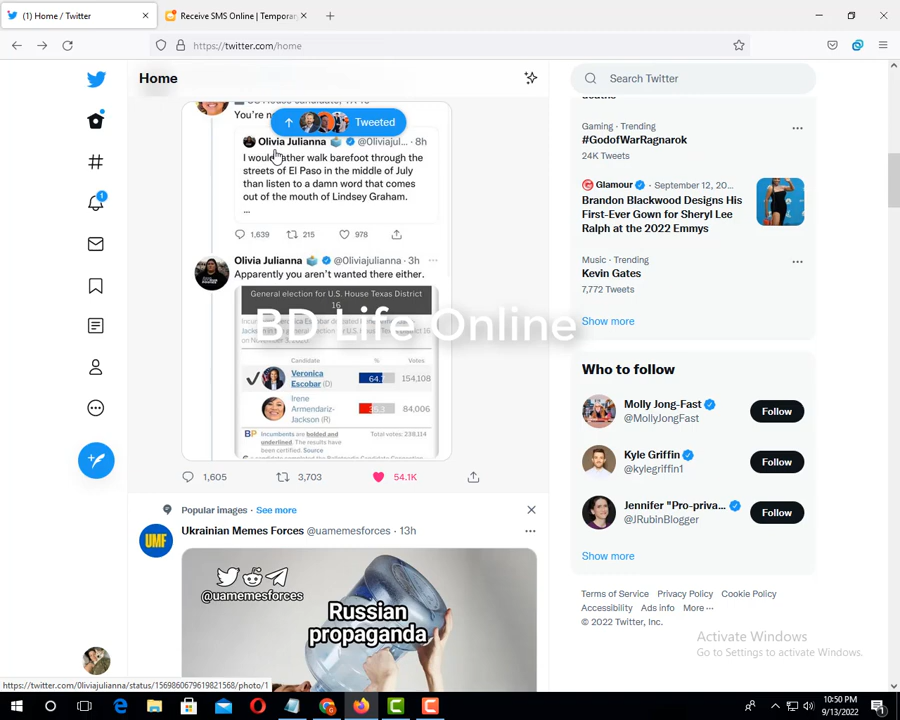 (1) Home / Twitter
Receive SMS Online | Temporar
https://twitter.com/home
Home
Search Twitter
You're n
Tweeted
Olivia Julianna @Oliviajul... · 8h
I would rather walk barefoot through the
streets of El Paso in the middle of July
than listen to a damn word that comes
out of the mouth of Lindsey Graham.
...
1,639 215 978
Olivia Julianna @0liviajulianna · 3h
Apparently you aren't wanted there either.
General election for U.S. House Texas District
16
BD Life Online
Candidate % Votes
Veronica
Escobar (D) 64. 154,108
Irene
Armendariz-
Jackson (R) 84,006
BP Incumbents are bolded and
underlined. The results have
been certified. Source
Total votes: 238,114
1,605 3,703 54.1K
Popular images · See more
UMF
Ukrainian Memes Forces @uamemesforces · 13h
@uamemesforces
Russian
propaganda
Gaming · Trending
#GodofWarRagnarok
24K Tweets
Glamour · September 12, 20...
Brandon Blackwood Designs His
First-Ever Gown for Sheryl Lee
Ralph at the 2022 Emmys
Music · Trending
Kevin Gates
7,772 Tweets
Show more
Who to follow
Molly Jong-Fast
@MollyJongFast
Follow
Kyle Griffin
@kylegriffin1
Follow
Jennifer "Pro-priva...
@JRubinBlogger
Follow
Show more
Terms of Service Privacy Policy Cookie Policy
Accessibility Ads info More ...
© 2022 Twitter, Inc.
Activate Windows
Go to Settings to activate Windows.
https://twitter.com/0liviajulianna/status/1569860679619821568/photo/1
10:50 PM
9/13/2022